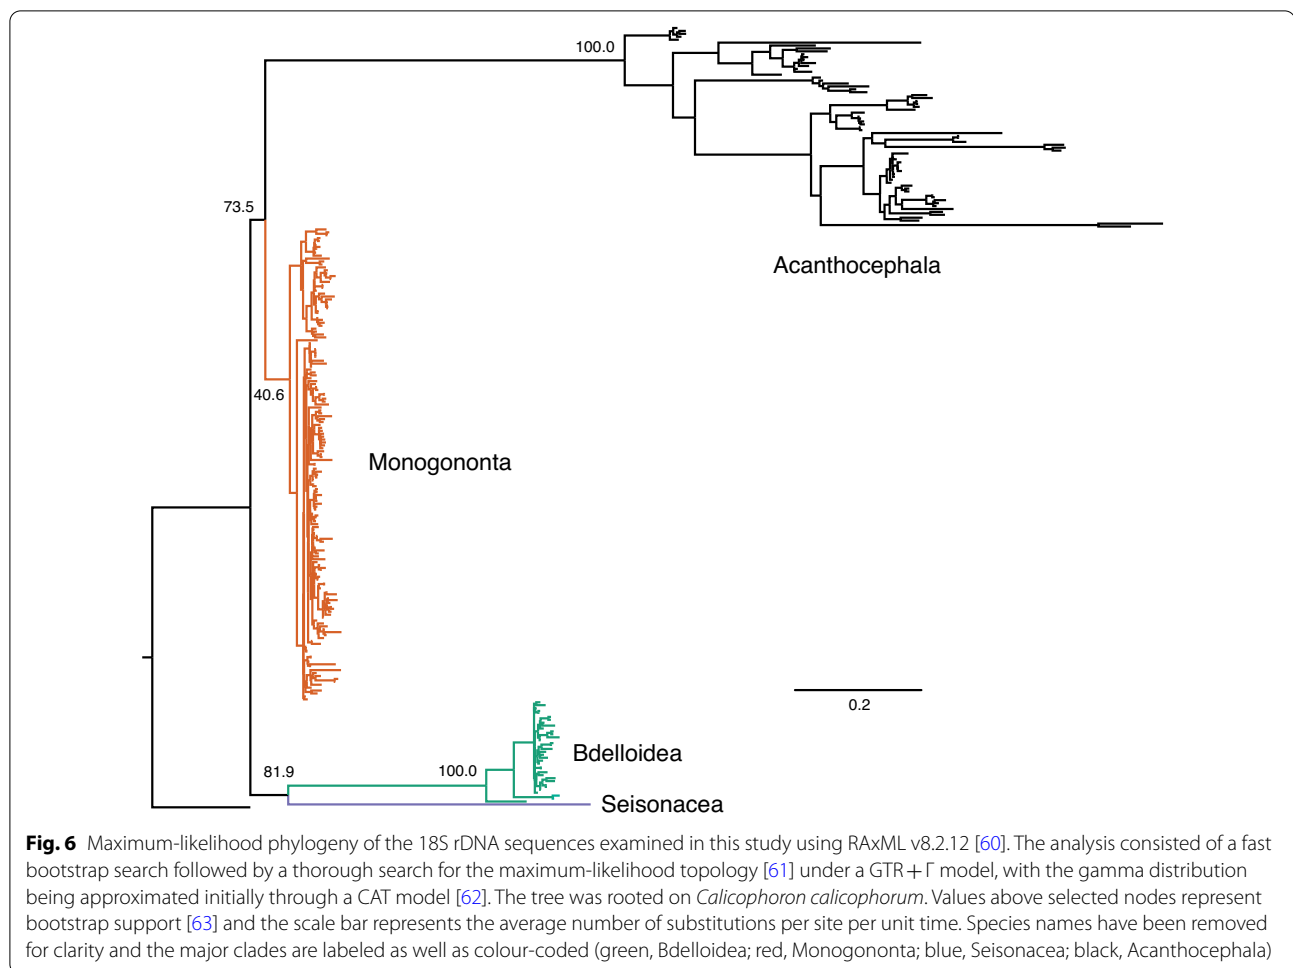 100.0
73.5
Acanthocephala
40.6
Monogononta
0.2
Bdelloidea
81.9
100.0
Seisonacea
Fig. 6 Maximum-likelihood phylogeny of the 18S rDNA sequences examined in this study using RAxML v8.2.12 [60]. The analysis consisted of a fast
bootstrap search followed by a thorough search for the maximum-likelihood topology [61] under a GTR+Γ model, with the gamma distribution
being approximated initially through a CAT model [62]. The tree was rooted on Calicophoron calicophorum. Values above selected nodes represent
bootstrap support [63] and the scale bar represents the average number of substitutions per site per unit time. Species names have been removed
for clarity and the major clades are labeled as well as colour-coded (green, Bdelloidea; red, Monogononta; blue, Seisonacea; black, Acanthocephala)